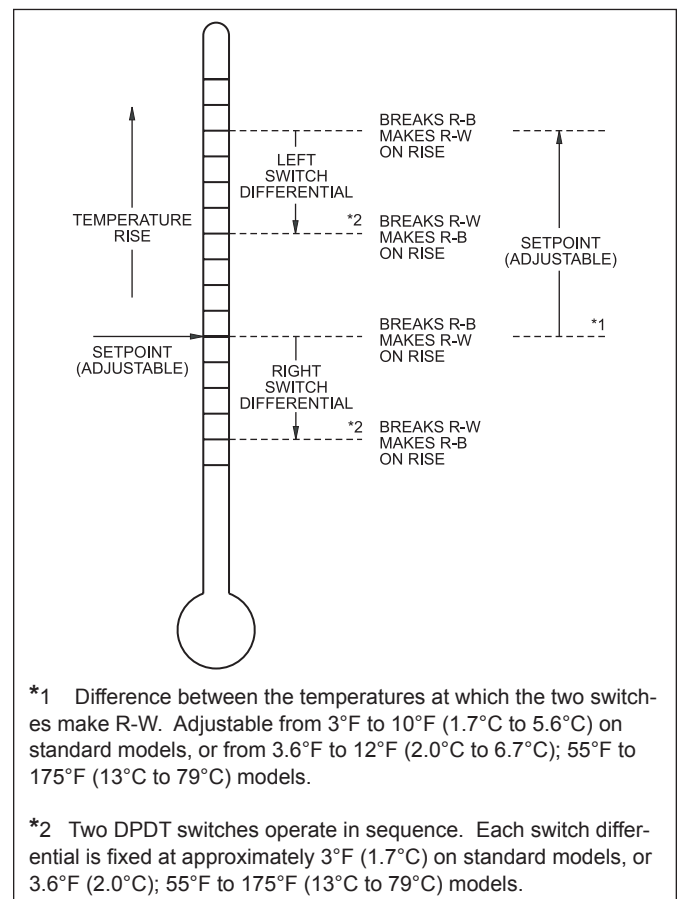 BREAKS R-B
MAKES R-W
ON RISE
LEFT
SWITCH
DIFFERENTIAL
TEMPERATURE
RISE
*2 BREAKS R-W
MAKES R-B
ON RISE
SETPOINT
(ADJUSTABLE)
BREAKS R-B
MAKES R-W
ON RISE
*1
SETPOINT
(ADJUSTABLE)
RIGHT
SWITCH
DIFFERENTIAL
*2 BREAKS R-W
MAKES R-B
ON RISE
*1 Difference between the temperatures at which the two switch-
es make R-W. Adjustable from 3°F to 10°F (1.7°C to 5.6°C) on
standard models, or from 3.6°F to 12°F (2.0°C to 6.7°C); 55°F to
175°F (13°C to 79°C) models.
*2 Two DPDT switches operate in sequence. Each switch differ-
ential is fixed at approximately 3°F (1.7°C) on standard models, or
3.6°F (2.0°C); 55°F to 175°F (13°C to 79°C) models.